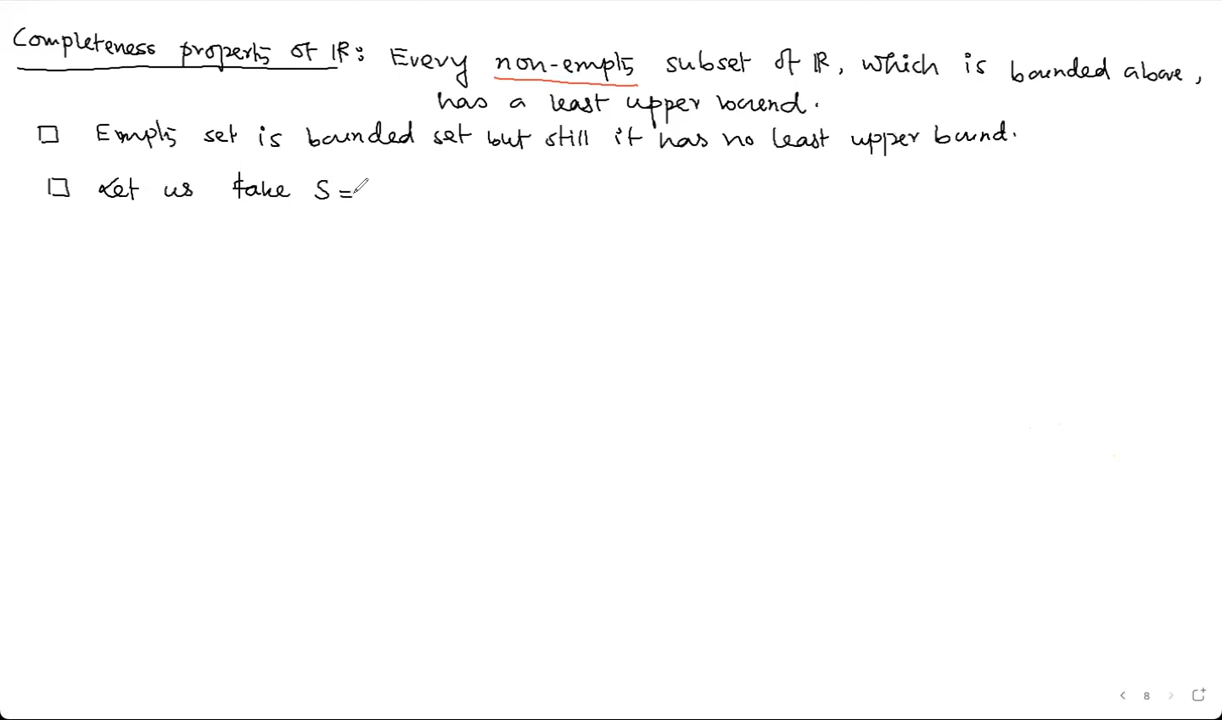 Completeness property of ℝ: Every non-empty subset of ℝ, which is bounded above,
has a least upper bound.
□ Empty set is bounded set but still it has no least upper bound.
□ Let us take S =
8